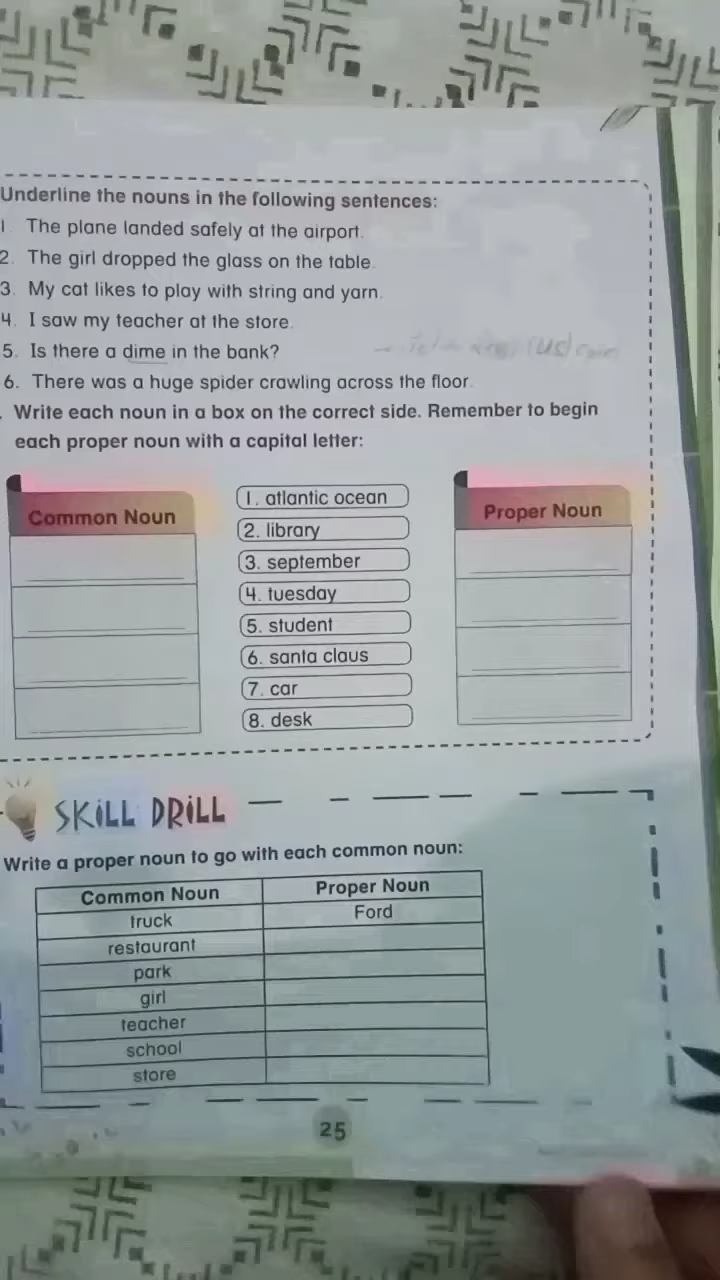 Underline the nouns in the following sentences:
1. The plane landed safely at the airport.
2. The girl dropped the glass on the table.
3. My cat likes to play with string and yarn.
4. I saw my teacher at the store.
5. Is there a dime in the bank?
6. There was a huge spider crawling across the floor.
Write each noun in a box on the correct side. Remember to begin
each proper noun with a capital letter:
Common Noun
1. atlantic ocean
2. library
3. september
4. tuesday
5. student
6. santa claus
7. car
8. desk
Proper Noun
SKILL DRILL
Write a proper noun to go with each common noun:
Common Noun Proper Noun
truck Ford
restaurant
park
girl
teacher
school
store
25